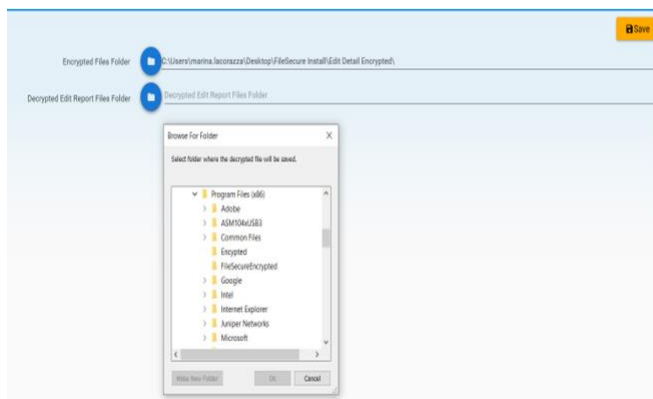 Save
Encrypted Files Folder
C:\Users\marina.lacorazza\Desktop\FileSecure Install\Edit Detail Encrypted\
Decrypted Edit Report Files Folder
Decrypted Edit Report Files Folder
Browse For Folder
Select folder where the decrypted file will be saved.
Program Files (x86)
Adobe
ASM104xUSB3
Common Files
Encypted
FileSecureEncrypted
Google
Intel
Internet Explorer
Juniper Networks
Microsoft
Make New Folder
OK
Cancel